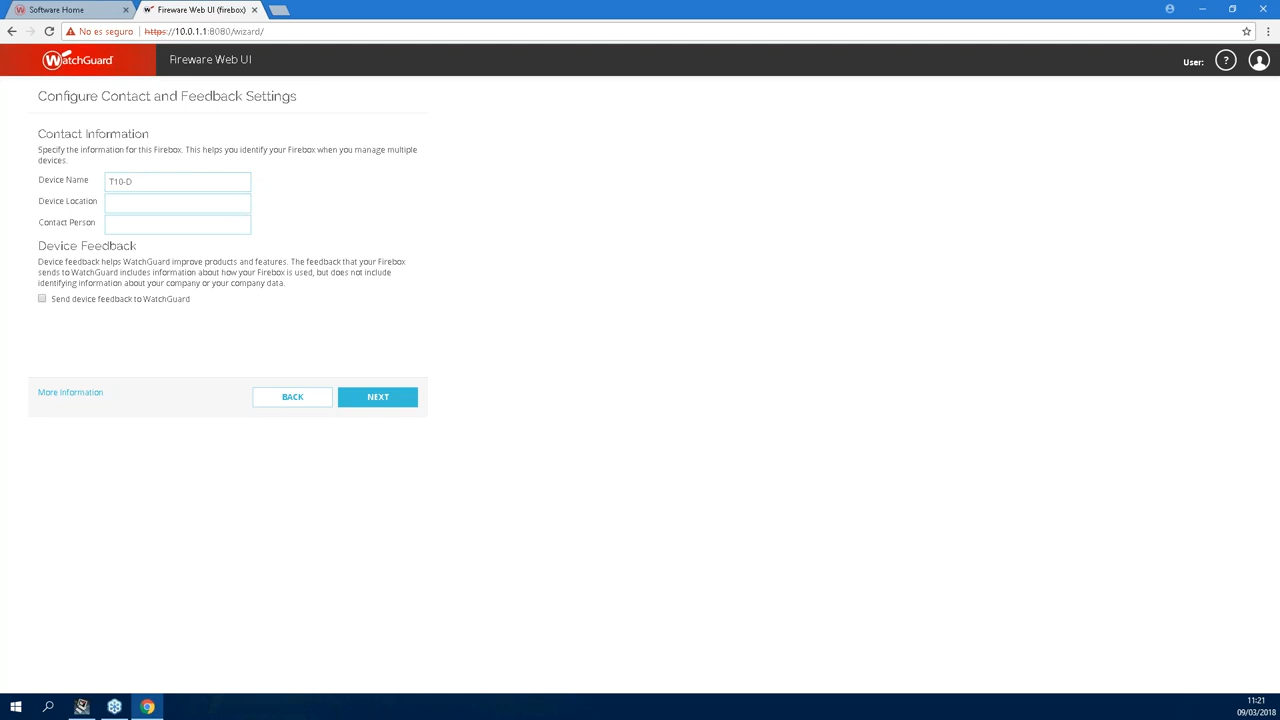 Software Home
Fireware Web UI (firebox)
No es seguro
https://10.0.1.1:8080/wizard/
WatchGuard
Fireware Web UI
User:
?
Configure Contact and Feedback Settings
Contact Information
Specify the information for this Firebox. This helps you identify your Firebox when you manage multiple
devices.
Device Name
T10-D
Device Location
Contact Person
Device Feedback
Device feedback helps WatchGuard improve products and features. The feedback that your Firebox
sends to WatchGuard includes information about how your Firebox is used, but does not include
identifying information about your company or your company data.
Send device feedback to WatchGuard
More Information
BACK
NEXT
11:21
09/03/2018